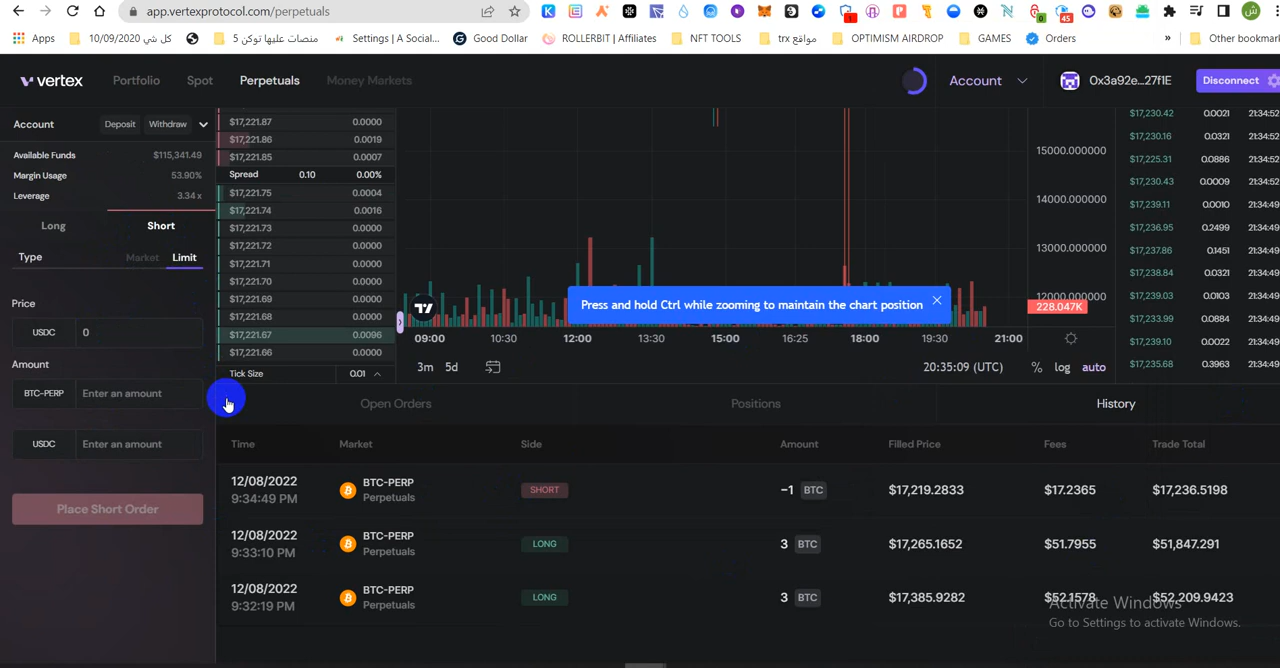 app.vertexprotocol.com/perpetuals
Apps
كل شي 10/09/2020
منصات عليها توكن 5
Settings | A Social...
Good Dollar
ROLLERBIT | Affiliates
NFT TOOLS
مواقع trx
OPTIMISM AIRDROP
GAMES
Orders
»
Other bookmar
vertex
Portfolio
Spot
Perpetuals
Money Markets
Account
0x3a92e...27f1E
Disconnect
Account
Deposit
Withdraw
Available Funds
$115,341.49
Margin Usage
53.90%
Leverage
3.34 x
Long
Short
Type
Market
Limit
Price
USDC
0
Amount
BTC-PERP
Enter an amount
USDC
Enter an amount
Place Short Order
$17,221.87 0.0000
$17,221.86 0.0019
$17,221.85 0.0007
Spread 0.10 0.00%
$17,221.75 0.0004
$17,221.74 0.0016
$17,221.73 0.0000
$17,221.72 0.0000
$17,221.71 0.0000
$17,221.70 0.0000
$17,221.69 0.0000
$17,221.68 0.0000
$17,221.67 0.0096
$17,221.66 0.0000
Tick Size 0.01
15000.000000
14000.000000
13000.000000
12000.000000
228.047K
Press and hold Ctrl while zooming to maintain the chart position
09:00 10:30 12:00 13:30 15:00 16:25 18:00 19:30 21:00
3m 5d
20:35:09 (UTC)
% log auto
$17,230.42 0.0021 21:34:52
$17,230.16 0.0321 21:34:52
$17,225.31 0.0886 21:34:52
$17,230.43 0.0009 21:34:52
$17,239.11 0.0010 21:34:49
$17,236.95 0.2499 21:34:49
$17,237.86 0.1451 21:34:49
$17,238.84 0.0321 21:34:49
$17,239.03 0.0103 21:34:49
$17,233.99 0.0884 21:34:49
$17,239.10 0.0022 21:34:49
$17,235.68 0.3963 21:34:49
Open Orders
Positions
History
Time Market Side Amount Filled Price Fees Trade Total
12/08/2022
9:34:49 PM
BTC-PERP
Perpetuals
SHORT
−1 BTC
$17,219.2833
$17.2365
$17,236.5198
12/08/2022
9:33:10 PM
BTC-PERP
Perpetuals
LONG
3 BTC
$17,265.1652
$51.7955
$51,847.291
12/08/2022
9:32:19 PM
BTC-PERP
Perpetuals
LONG
3 BTC
$17,385.9282
$52.1578
$52,209.9423
Activate Windows
Go to Settings to activate Windows.